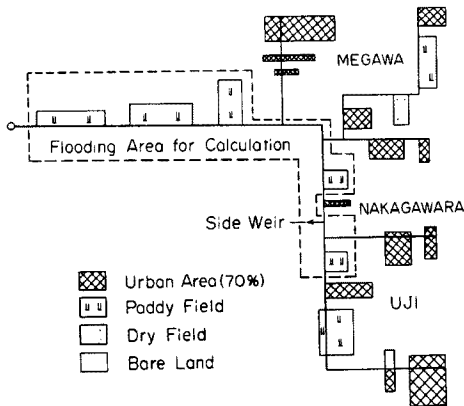 MEGAWA
Flooding Area for Calculation
NAKAGAWARA
Side Weir
UJI
Urban Area (70%)
Paddy Field
Dry Field
Bare Land